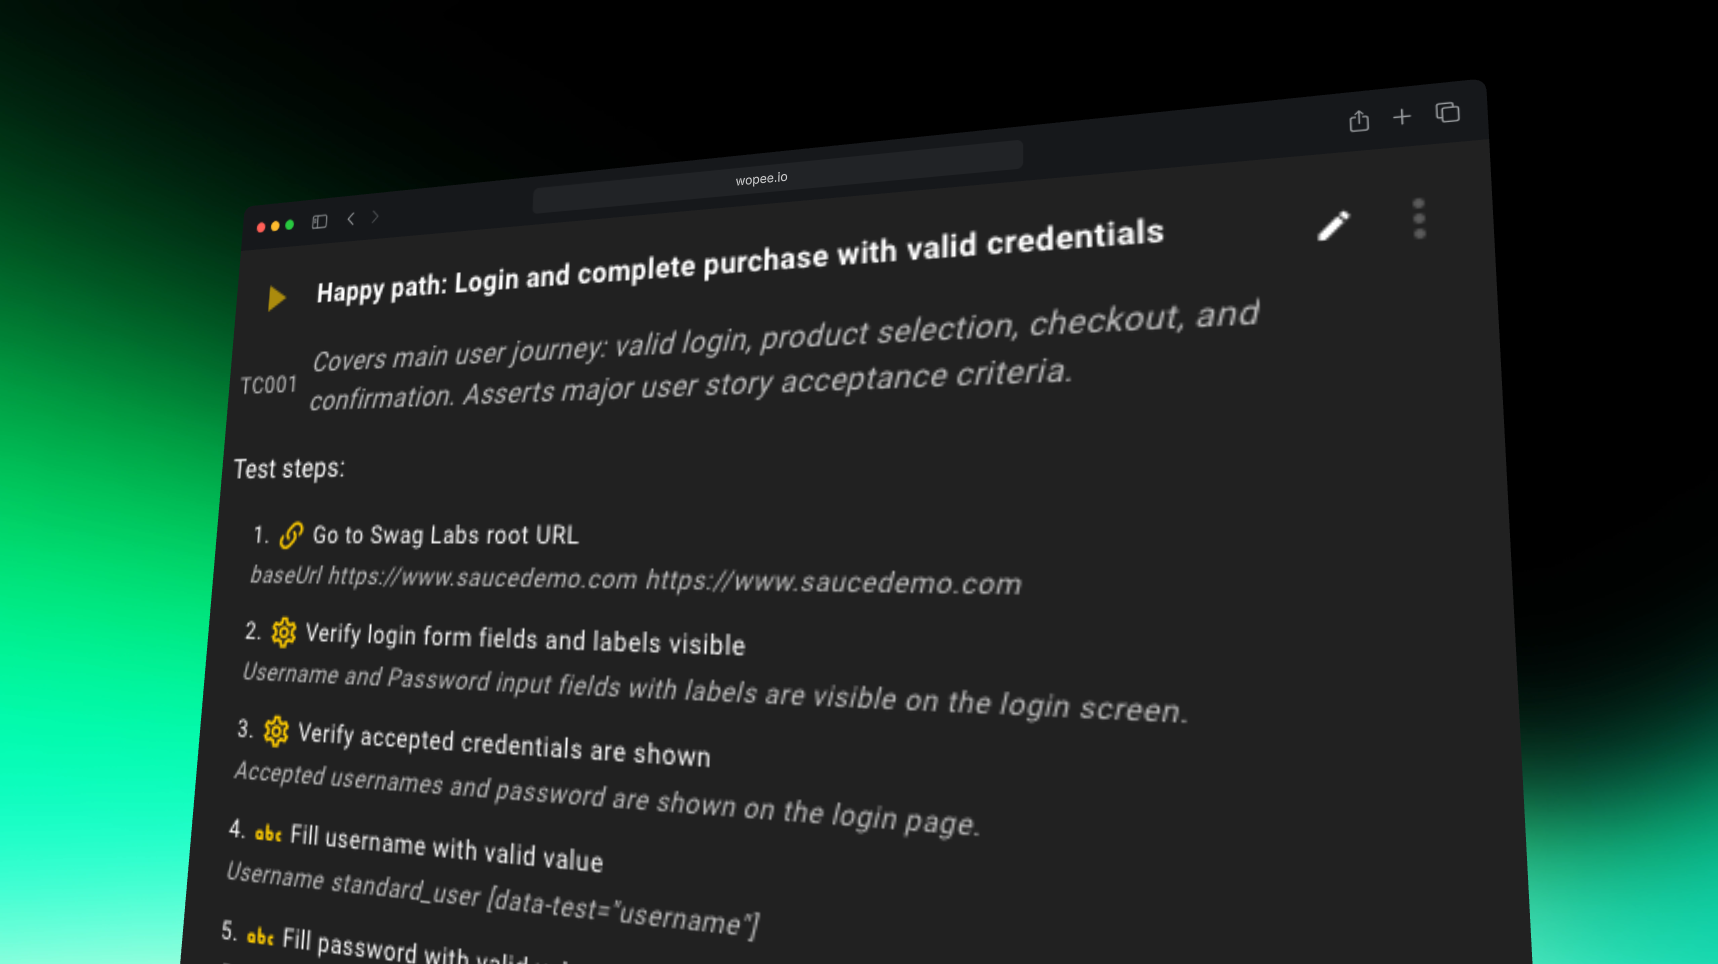 wopee.io
Happy path: Login and complete purchase with valid credentials
TC001
Covers main user journey: valid login, product selection, checkout, and
confirmation. Asserts major user story acceptance criteria.
Test steps:
1. Go to Swag Labs root URL
baseUrl https://www.saucedemo.com https://www.saucedemo.com
2. Verify login form fields and labels visible
Username and Password input fields with labels are visible on the login screen.
3. Verify accepted credentials are shown
Accepted usernames and password are shown on the login page.
4. abc Fill username with valid value
Username standard_user [data-test="username"]
5. abc Fill password with valid